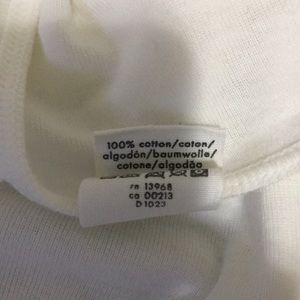 100% cotton/coton/
algodón/baumwolle/
cotone/algodão
rn 13968
ca 00213
D1023